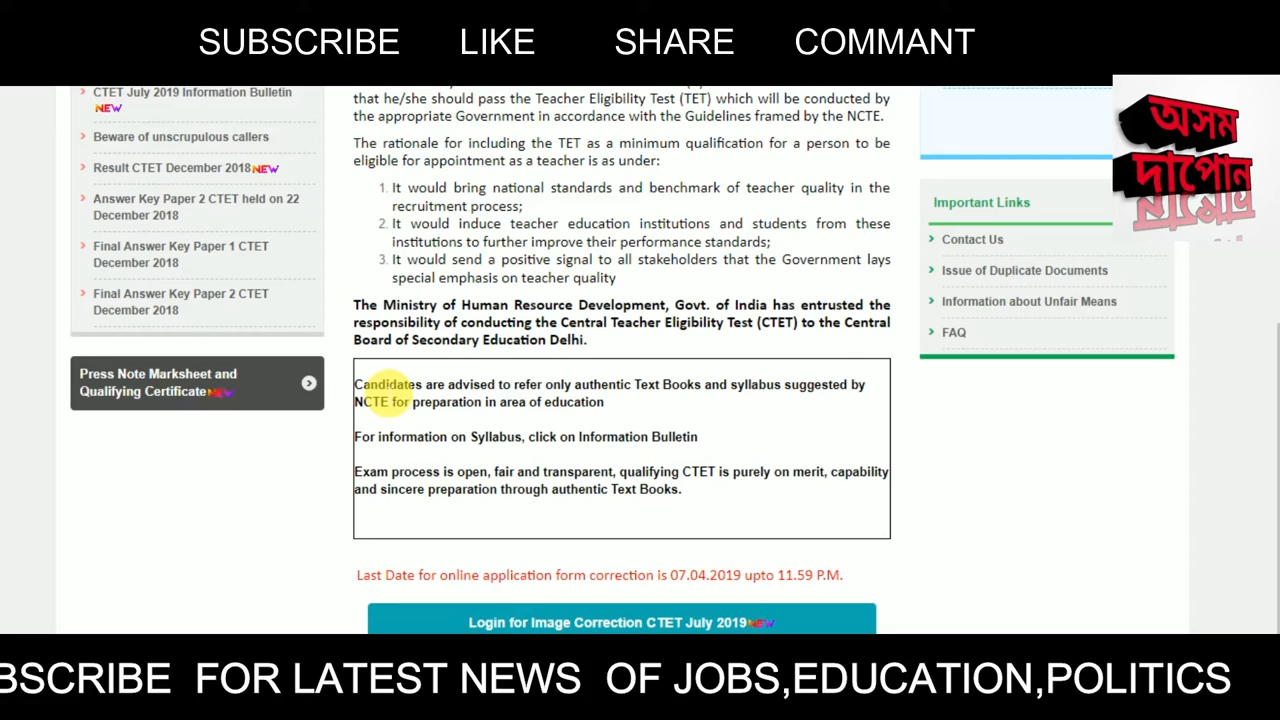 SUBSCRIBE LIKE SHARE COMMANT
CTET July 2019 Information Bulletin
NEW
Beware of unscrupulous callers
Result CTET December 2018NEW
Answer Key Paper 2 CTET held on 22
December 2018
Final Answer Key Paper 1 CTET
December 2018
Final Answer Key Paper 2 CTET
December 2018
Press Note Marksheet and
Qualifying CertificateNEW
that he/she should pass the Teacher Eligibility Test (TET) which will be conducted by
the appropriate Government in accordance with the Guidelines framed by the NCTE.
The rationale for including the TET as a minimum qualification for a person to be
eligible for appointment as a teacher is as under:
1. It would bring national standards and benchmark of teacher quality in the
recruitment process;
2. It would induce teacher education institutions and students from these
institutions to further improve their performance standards;
3. It would send a positive signal to all stakeholders that the Government lays
special emphasis on teacher quality
The Ministry of Human Resource Development, Govt. of India has entrusted the
responsibility of conducting the Central Teacher Eligibility Test (CTET) to the Central
Board of Secondary Education Delhi.
Candidates are advised to refer only authentic Text Books and syllabus suggested by
NCTE for preparation in area of education
For information on Syllabus, click on Information Bulletin
Exam process is open, fair and transparent, qualifying CTET is purely on merit, capability
and sincere preparation through authentic Text Books.
Last Date for online application form correction is 07.04.2019 upto 11.59 P.M.
Login for Image Correction CTET July 2019NEW
অসম
দাপোন
Important Links
Contact Us
Issue of Duplicate Documents
Information about Unfair Means
FAQ
BSCRIBE FOR LATEST NEWS OF JOBS,EDUCATION,POLITICS